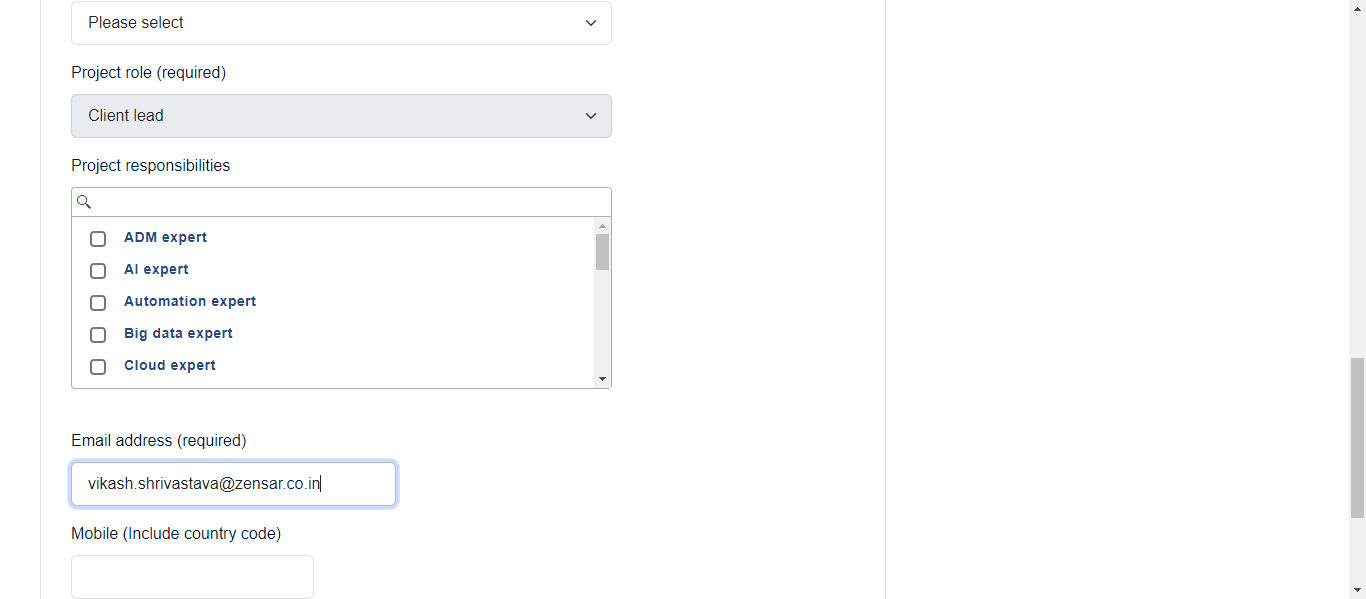 Please select
Project role (required)
Client lead
Project responsibilities
ADM expert
AI expert
Automation expert
Big data expert
Cloud expert
Email address (required)
vikash.shrivastava@zensar.co.in
Mobile (Include country code)